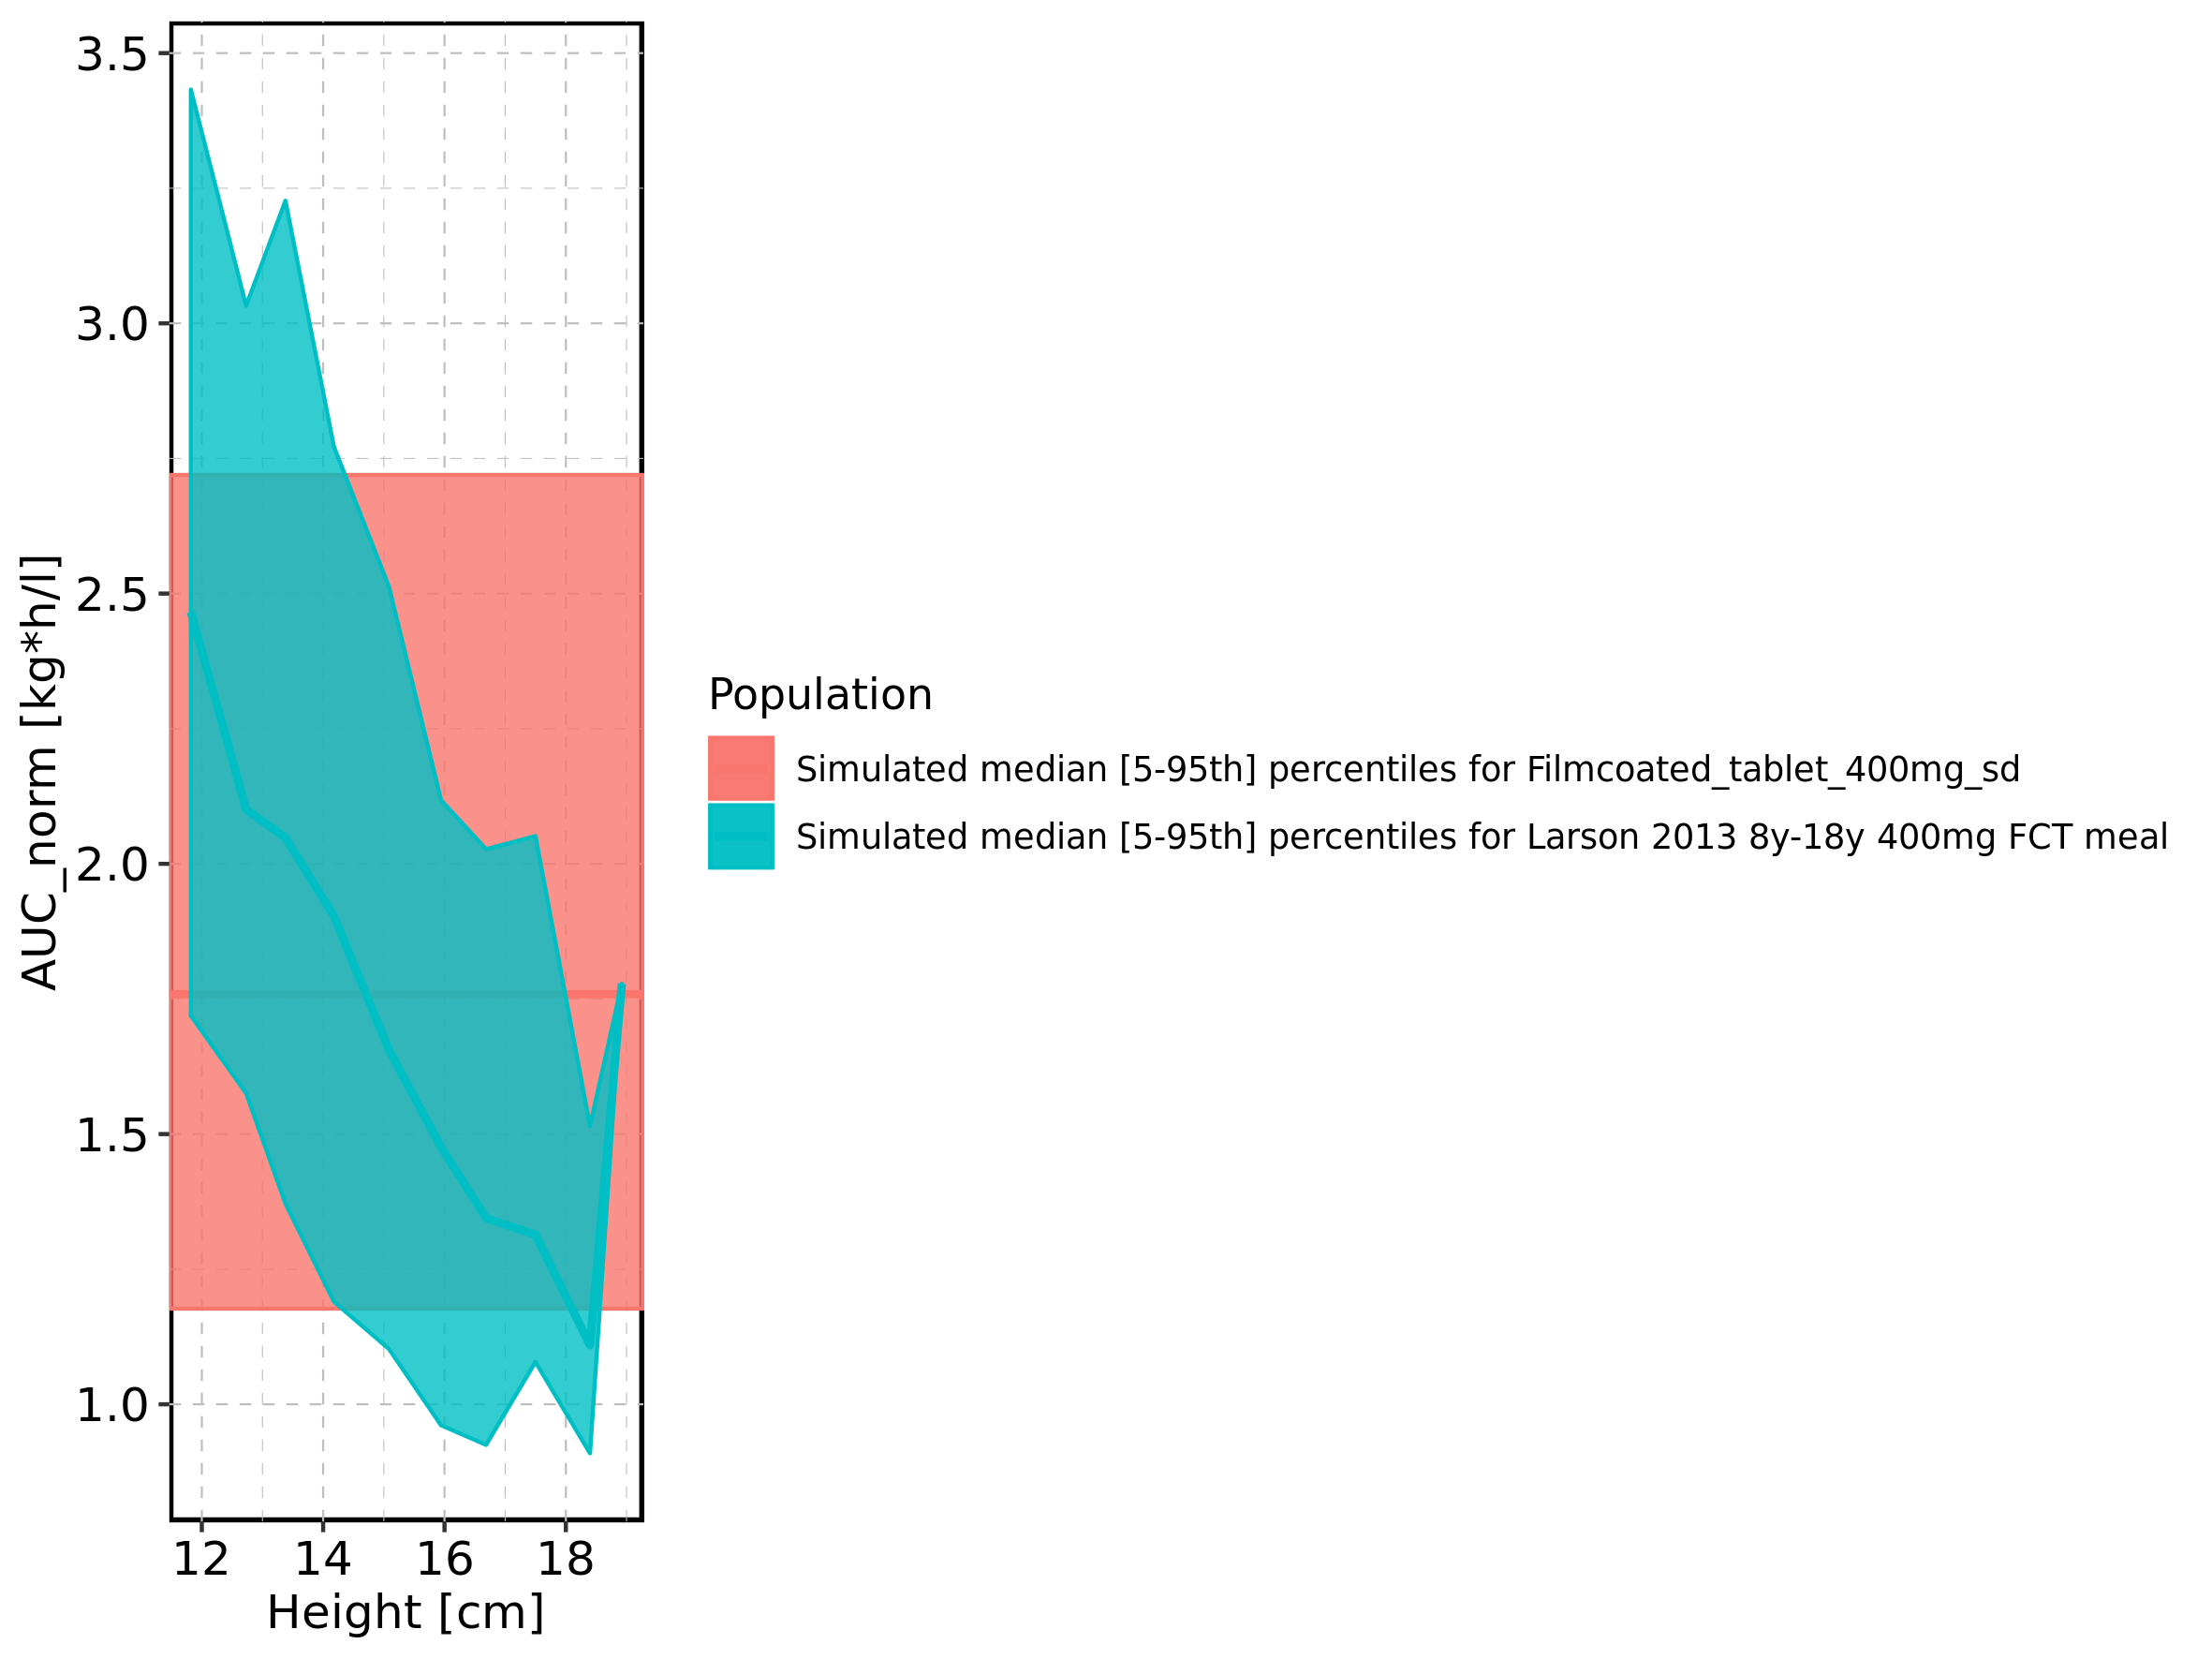 3.5
3.0
2.5
2.0
1.5
1.0
AUC_norm [kg*h/l]
12 14 16 18
Height [cm]
Population
Simulated median [5-95th] percentiles for Filmcoated_tablet_400mg_sd
Simulated median [5-95th] percentiles for Larson 2013 8y-18y 400mg FCT meal